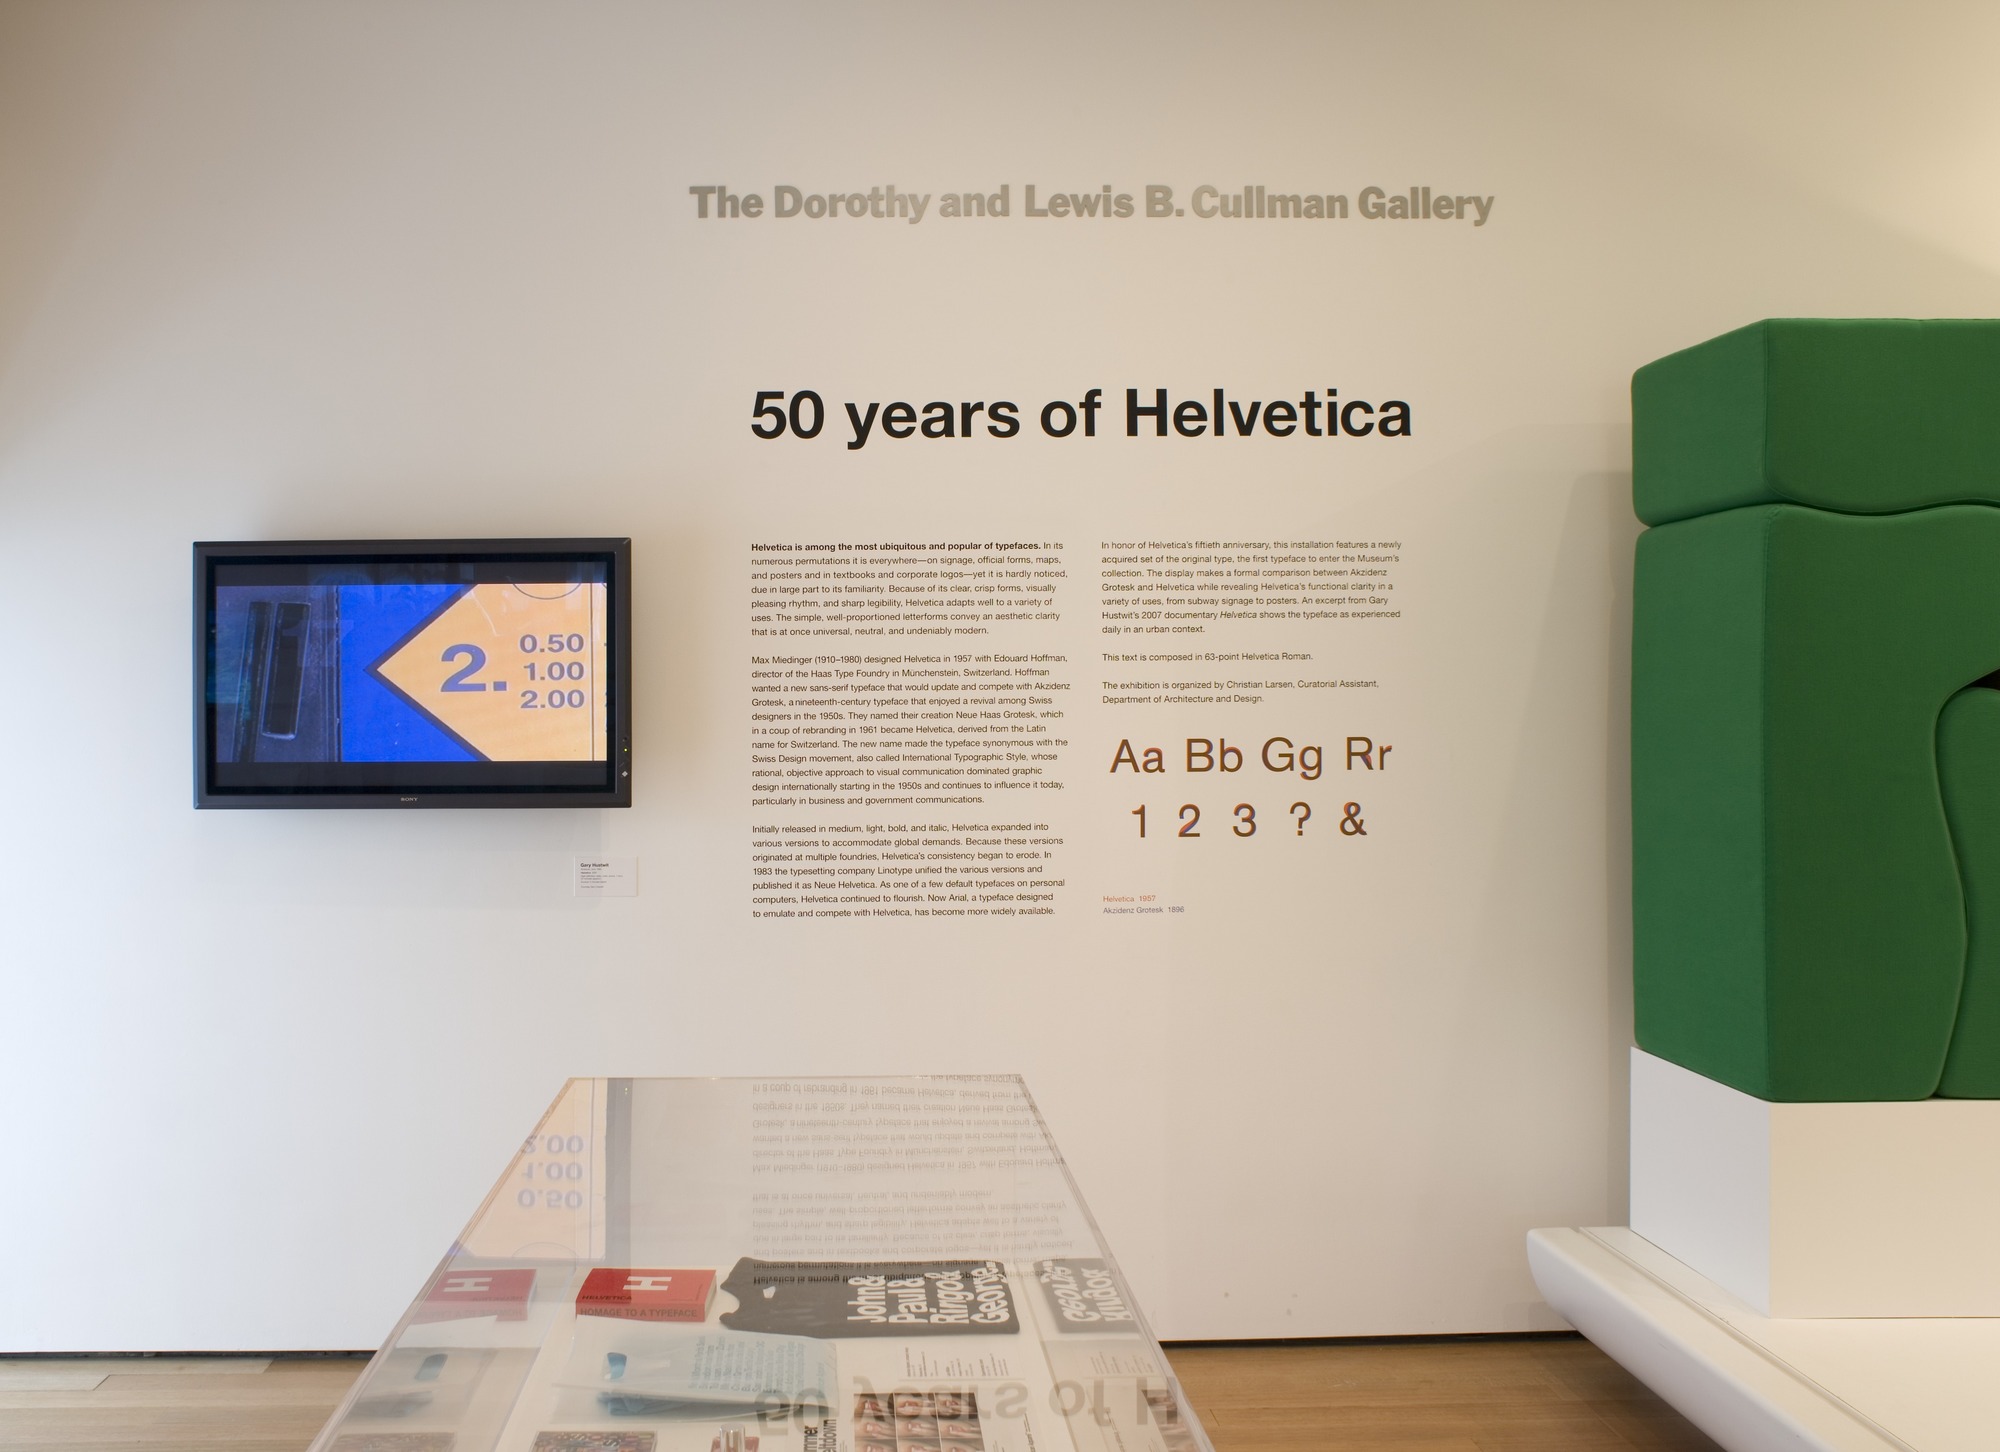 The Dorothy and Lewis B. Cullman Gallery
50 years of Helvetica
Helvetica is among the most ubiquitous and popular of typefaces. In its
numerous permutations it is everywhere—on signage, official forms, maps,
and posters and in textbooks and corporate logos—yet it is hardly noticed,
due in large part to its familiarity. Because of its clear, crisp forms, visually
pleasing rhythm, and sharp legibility, Helvetica adapts well to a variety of
uses. The simple, well-proportioned letterforms convey an aesthetic clarity
that is at once universal, neutral, and undeniably modern.
Max Miedinger (1910–1980) designed Helvetica in 1957 with Edouard Hoffman,
director of the Haas Type Foundry in Münchenstein, Switzerland. Hoffman
wanted a new sans-serif typeface that would update and compete with Akzidenz
Grotesk, a nineteenth-century typeface that enjoyed a revival among Swiss
designers in the 1950s. They named their creation Neue Haas Grotesk, which
in a coup of rebranding in 1961 became Helvetica, derived from the Latin
name for Switzerland. The new name made the typeface synonymous with the
Swiss Design movement, also called International Typographic Style, whose
rational, objective approach to visual communication dominated graphic
design internationally starting in the 1950s and continues to influence it today,
particularly in business and government communications.
Initially released in medium, light, bold, and italic, Helvetica expanded into
various versions to accommodate global demands. Because these versions
originated at multiple foundries, Helvetica's consistency began to erode. In
1983 the typesetting company Linotype unified the various versions and
published it as Neue Helvetica. As one of a few default typefaces on personal
computers, Helvetica continued to flourish. Now Arial, a typeface designed
to emulate and compete with Helvetica, has become more widely available.
In honor of Helvetica's fiftieth anniversary, this installation features a newly
acquired set of the original type, the first typeface to enter the Museum's
collection. The display makes a formal comparison between Akzidenz
Grotesk and Helvetica while revealing Helvetica's functional clarity in a
variety of uses, from subway signage to posters. An excerpt from Gary
Hustwit's 2007 documentary Helvetica shows the typeface as experienced
daily in an urban context.
This text is composed in 63-point Helvetica Roman.
The exhibition is organized by Christian Larsen, Curatorial Assistant,
Department of Architecture and Design.
Aa Bb Gg Rr
1 2 3 ? &
Helvetica 1957
Akzidenz Grotesk 1896
2.
0.50
1.00
2.00
SONY
Gary Hustwit
H
HELVETICA
HOMAGE TO A TYPEFACE
John&
Paul&
Ringo&
George.